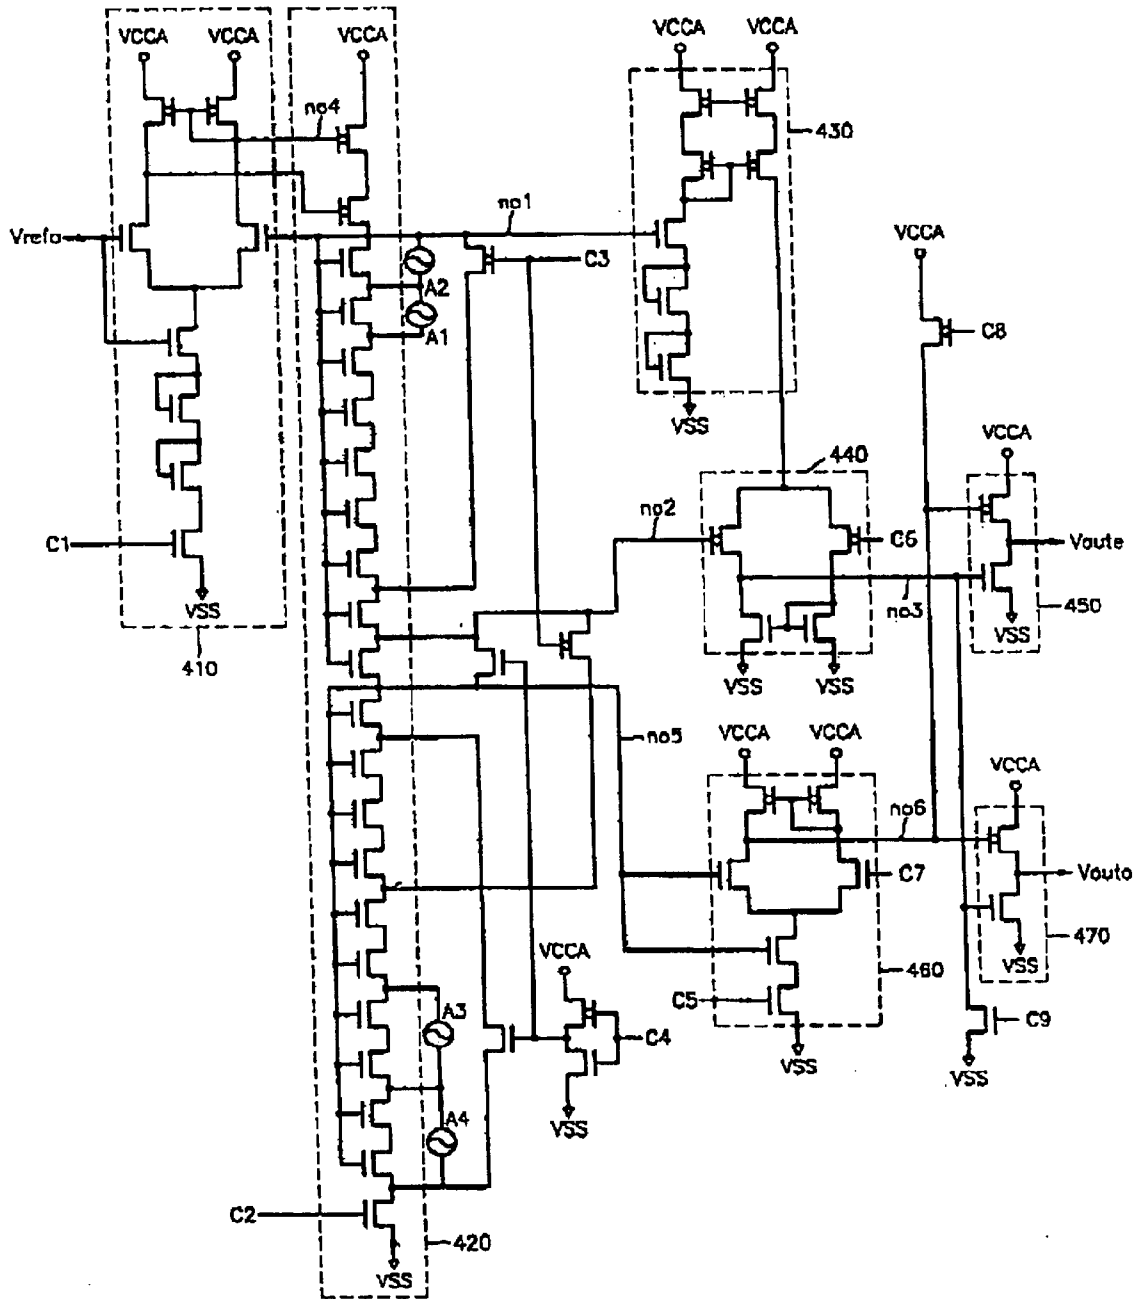 VCCA VCCA VCCA VCCA VCCA
no4
430
Vrefa
no1
C3
A2
A1
VCCA
C8
VSS
440
VCCA
C1
no2
C6
Voute
no3
VSS
410
450
VSS
VSS VSS
no5
VCCA VCCA
VCCA
no6
C7
Vouto
VCCA
460
470
VSS
C5
A3
C4
C9
VSS
VSS
A4
VSS
C2
420
VSS